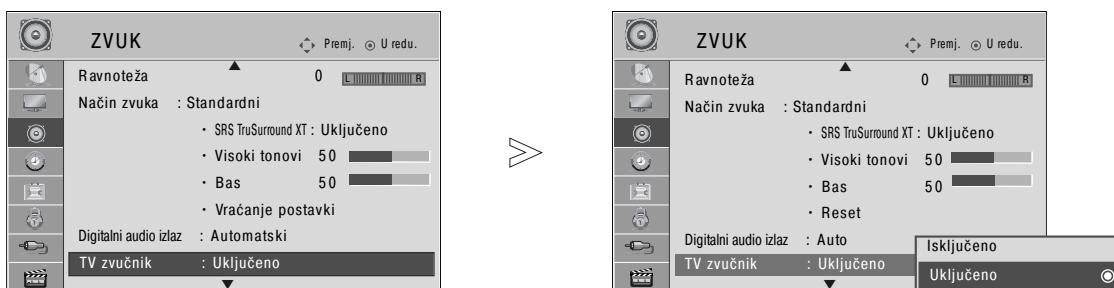 ZVUK
Premj. U redu.
Ravnoteža 0 L R
Način zvuka : Standardni
• SRS TruSurround XT : Uključeno
• Visoki tonovi 50
• Bas 50
• Vraćanje postavki
Digitalni audio izlaz : Automatski
TV zvučnik : Uključeno
ZVUK
Premj. U redu.
Ravnoteža 0 L R
Način zvuka : Standardni
• SRS TruSurround XT : Uključeno
• Visoki tonovi 50
• Bas 50
• Reset
Digitalni audio izlaz : Auto
TV zvučnik : Uključeno
Isključeno
Uključeno